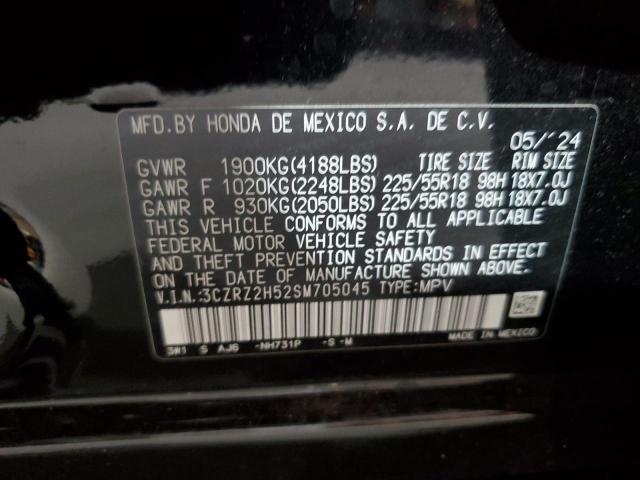 MFD.BY HONDA DE MEXICO S.A. DE C.V.
05/'24
GVWR 1900KG(4188LBS) TIRE SIZE RIM SIZE
GAWR F 1020KG(2248LBS) 225/55R18 98H 18X7.0J
GAWR R 930KG(2050LBS) 225/55R18 98H 18X7.0J
THIS VEHICLE CONFORMS TO ALL APPLICABLE
FEDERAL MOTOR VEHICLE SAFETY
AND THEFT PREVENTION STANDARDS IN EFFECT
ON THE DATE OF MANUFACTURE SHOWN ABOVE.
V.I.N.:3CZRZ2H52SM705045 TYPE:MPV
3W1 S AJ6 -NH731P -S -M MADE IN MEXICO